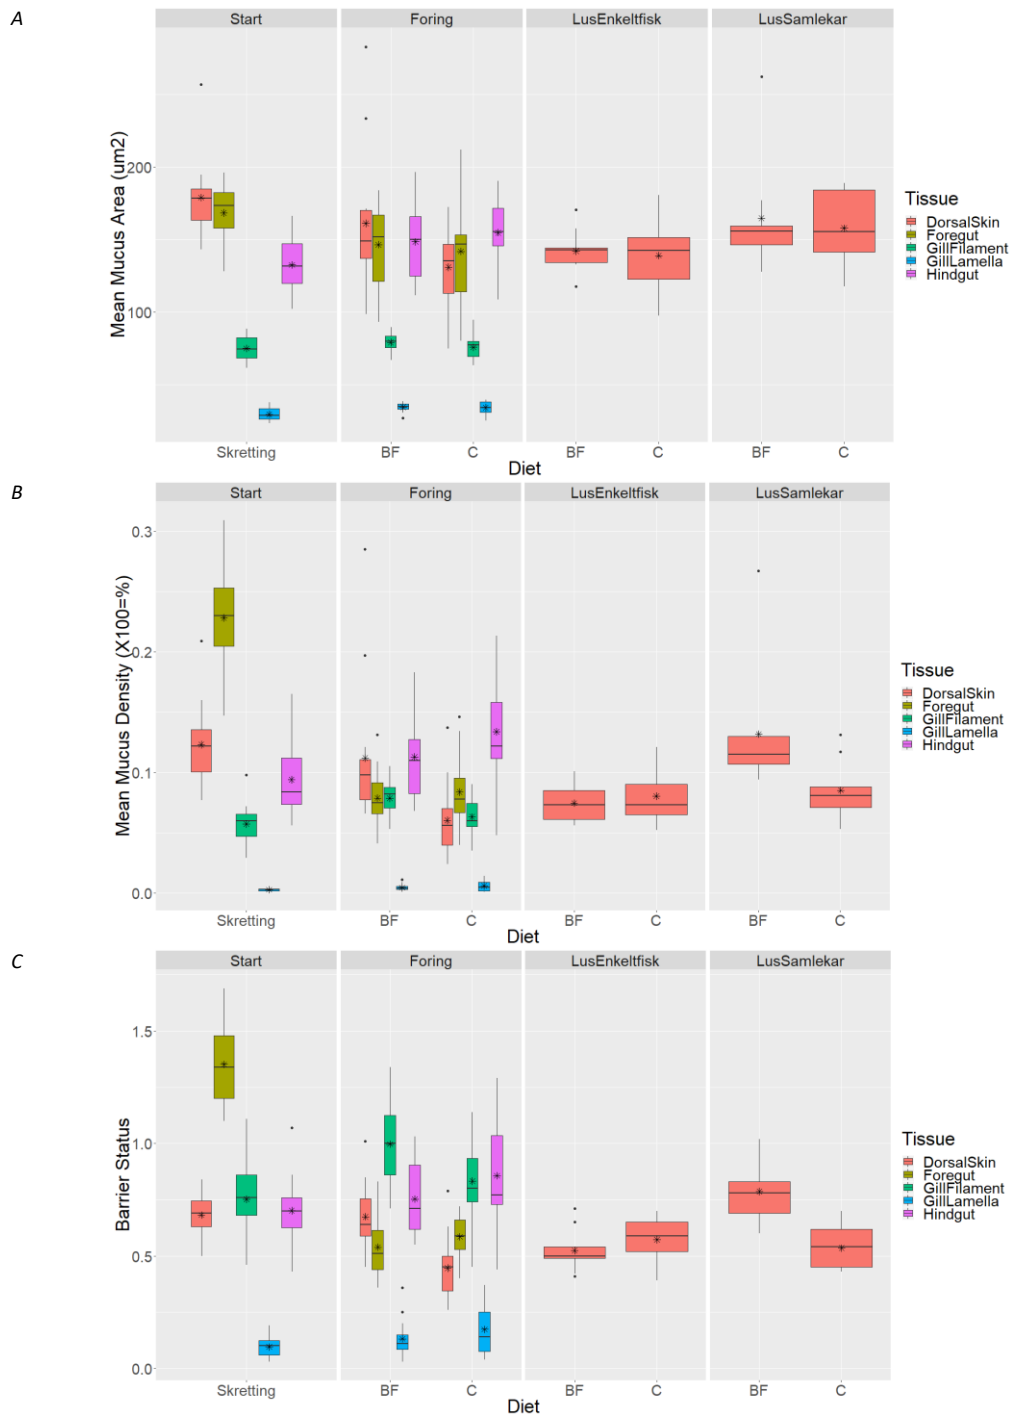 A
Start Foring LusEnkeltfisk LusSamlekar
Mean Mucus Area (um2)
200
100
Skretting BF C BF C BF C
Diet
Tissue
DorsalSkin
Foregut
GillFilament
GillLamella
Hindgut
B
Start Foring LusEnkeltfisk LusSamlekar
Mean Mucus Density (X100=%)
0.3
0.2
0.1
0.0
Skretting BF C BF C BF C
Diet
Tissue
DorsalSkin
Foregut
GillFilament
GillLamella
Hindgut
C
Start Foring LusEnkeltfisk LusSamlekar
Barrier Status
1.5
1.0
0.5
0.0
Skretting BF C BF C BF C
Diet
Tissue
DorsalSkin
Foregut
GillFilament
GillLamella
Hindgut